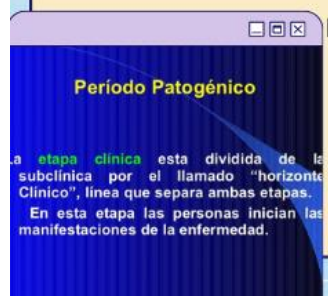 Período Patogénico
La etapa clínica esta dividida de la
subclínica por el llamado "horizonte
Clínico", línea que separa ambas etapas.
En esta etapa las personas inician las
manifestaciones de la enfermedad.